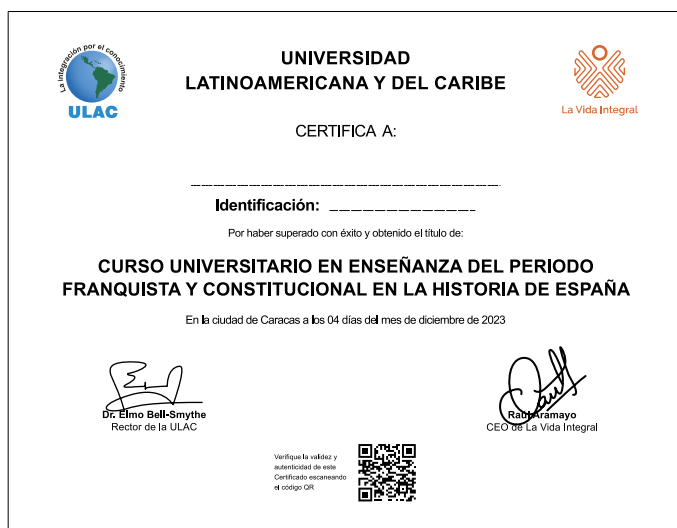 La integración por el conocimiento
ULAC
UNIVERSIDAD
LATINOAMERICANA Y DEL CARIBE
La Vida Integral
CERTIFICA A:
Identificación:
Por haber superado con éxito y obtenido el título de:
CURSO UNIVERSITARIO EN ENSEÑANZA DEL PERIODO
FRANQUISTA Y CONSTITUCIONAL EN LA HISTORIA DE ESPAÑA
En la ciudad de Caracas a los 04 días del mes de diciembre de 2023
Dr. Elmo Bell-Smythe
Rector de la ULAC
Raúl Aramayo
CEO de La Vida Integral
Verifique la validez y
autenticidad de este
Certificado escaneando
el código QR